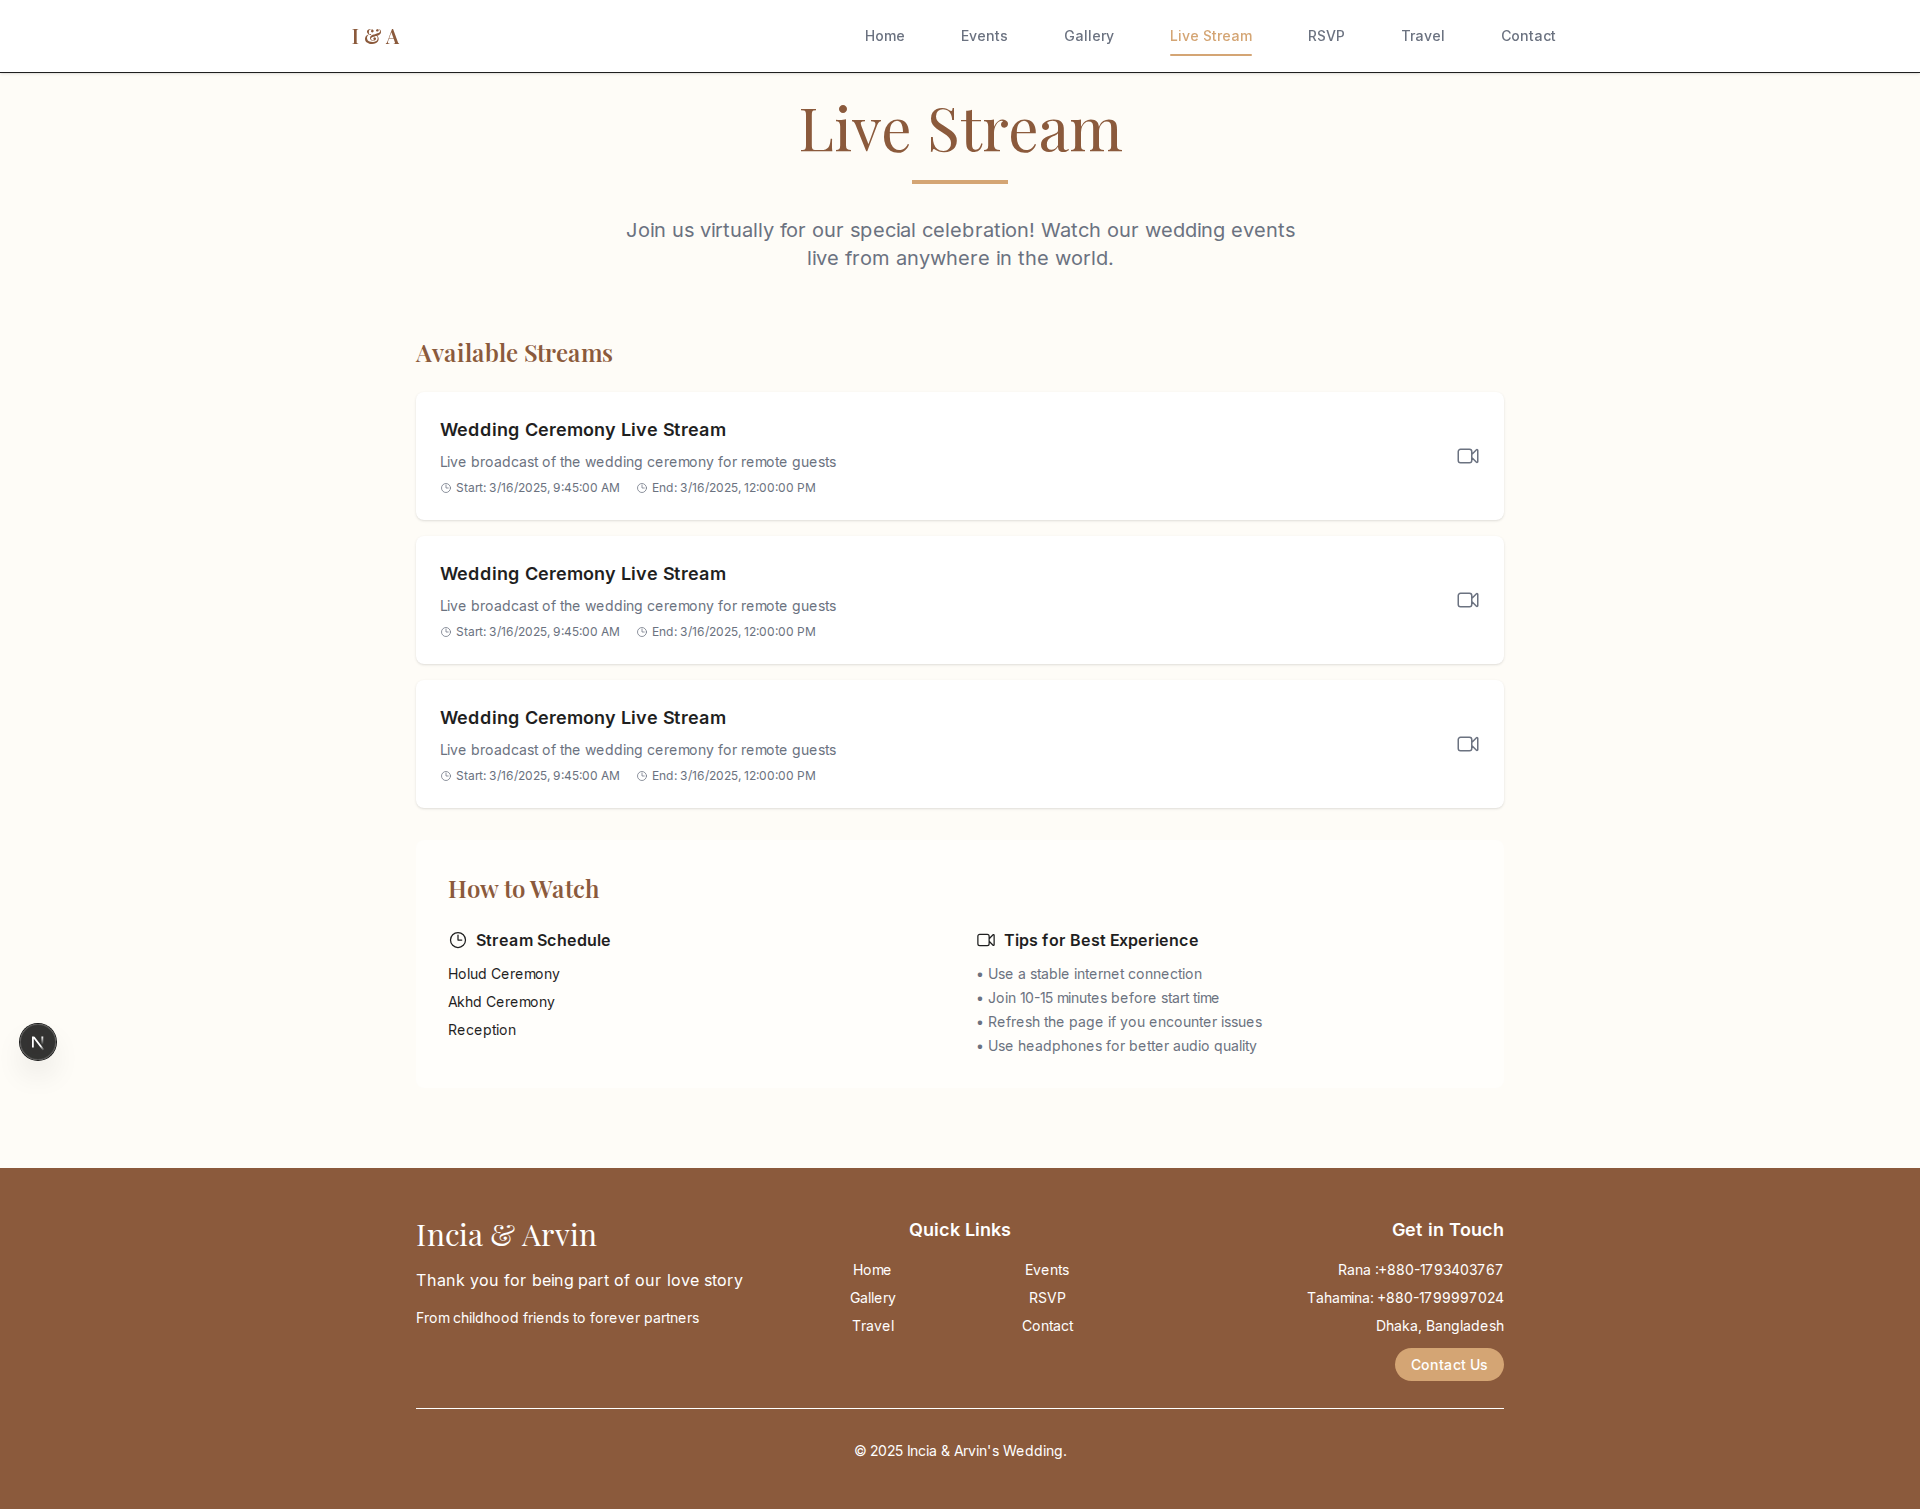 I & A
Home Events Gallery Live Stream RSVP Travel Contact
Live Stream
Join us virtually for our special celebration! Watch our wedding events
live from anywhere in the world.
Available Streams
Wedding Ceremony Live Stream
Live broadcast of the wedding ceremony for remote guests
Start: 3/16/2025, 9:45:00 AM End: 3/16/2025, 12:00:00 PM
Wedding Ceremony Live Stream
Live broadcast of the wedding ceremony for remote guests
Start: 3/16/2025, 9:45:00 AM End: 3/16/2025, 12:00:00 PM
Wedding Ceremony Live Stream
Live broadcast of the wedding ceremony for remote guests
Start: 3/16/2025, 9:45:00 AM End: 3/16/2025, 12:00:00 PM
How to Watch
Stream Schedule
Holud Ceremony
Akhd Ceremony
Reception
Tips for Best Experience
• Use a stable internet connection
• Join 10-15 minutes before start time
• Refresh the page if you encounter issues
• Use headphones for better audio quality
N
Incia & Arvin
Thank you for being part of our love story
From childhood friends to forever partners
Quick Links
Home Events
Gallery RSVP
Travel Contact
Get in Touch
Rana :+880-1793403767
Tahamina: +880-1799997024
Dhaka, Bangladesh
Contact Us
© 2025 Incia & Arvin's Wedding.